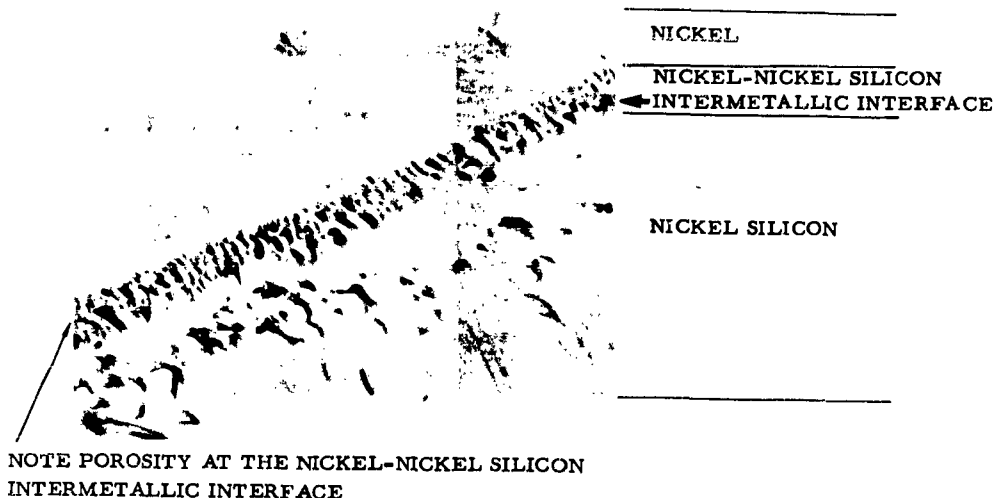 NICKEL
NICKEL-NICKEL SILICON
INTERMETALLIC INTERFACE
NICKEL SILICON
NOTE POROSITY AT THE NICKEL-NICKEL SILICON
INTERMETALLIC INTERFACE